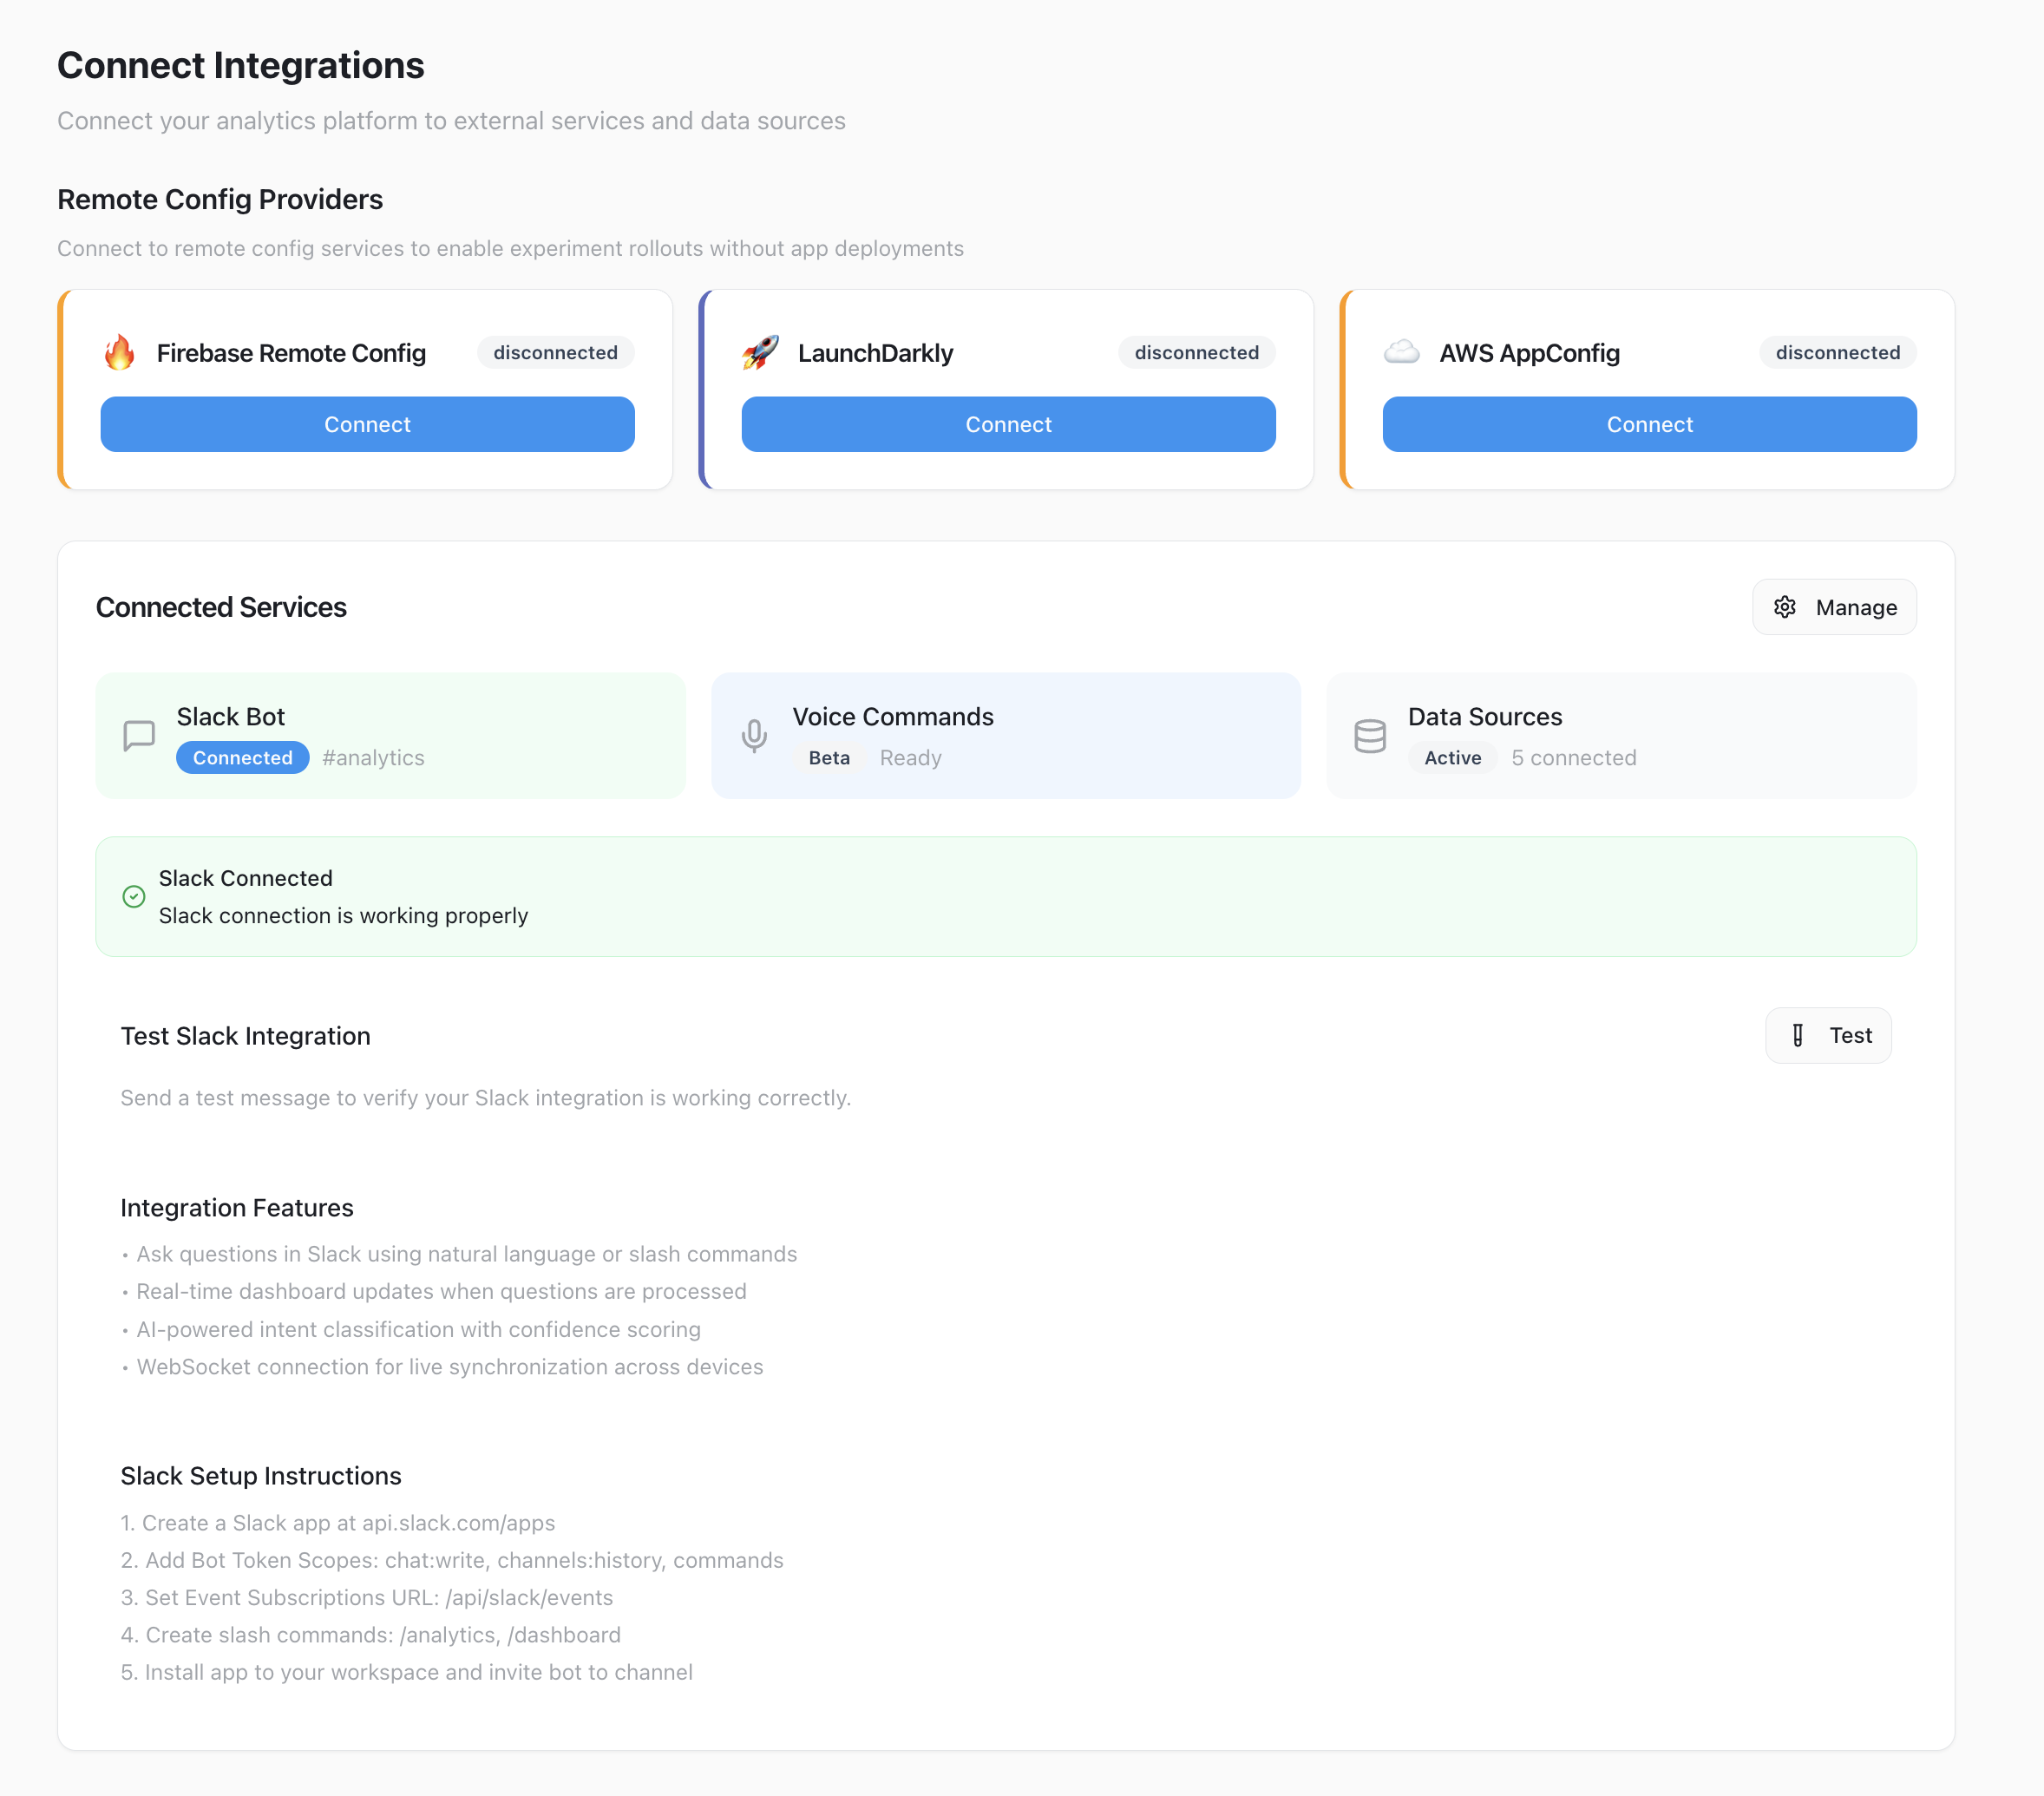 Connect Integrations
Connect your analytics platform to external services and data sources
Remote Config Providers
Connect to remote config services to enable experiment rollouts without app deployments
Firebase Remote Config
disconnected
Connect
LaunchDarkly
disconnected
Connect
AWS AppConfig
disconnected
Connect
Connected Services
Manage
Slack Bot
Connected #analytics
Voice Commands
Beta Ready
Data Sources
Active 5 connected
Slack Connected
Slack connection is working properly
Test Slack Integration
Test
Send a test message to verify your Slack integration is working correctly.
Integration Features
• Ask questions in Slack using natural language or slash commands
• Real-time dashboard updates when questions are processed
• AI-powered intent classification with confidence scoring
• WebSocket connection for live synchronization across devices
Slack Setup Instructions
1. Create a Slack app at api.slack.com/apps
2. Add Bot Token Scopes: chat:write, channels:history, commands
3. Set Event Subscriptions URL: /api/slack/events
4. Create slash commands: /analytics, /dashboard
5. Install app to your workspace and invite bot to channel